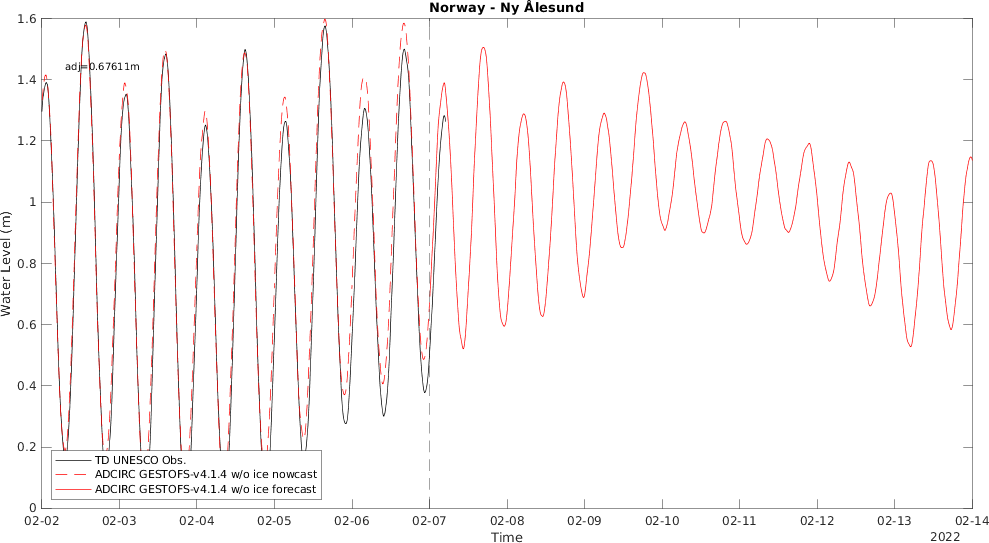 Norway - Ny Ålesund
adj=0.67611m
Water Level (m)
1.6
1.4
1.2
1
0.8
0.6
0.4
0.2
0
TD UNESCO Obs.
ADCIRC GESTOFS-v4.1.4 w/o ice nowcast
ADCIRC GESTOFS-v4.1.4 w/o ice forecast
02-02 02-03 02-04 02-05 02-06 02-07 02-08 02-09 02-10 02-11 02-12 02-13 02-14
Time
2022